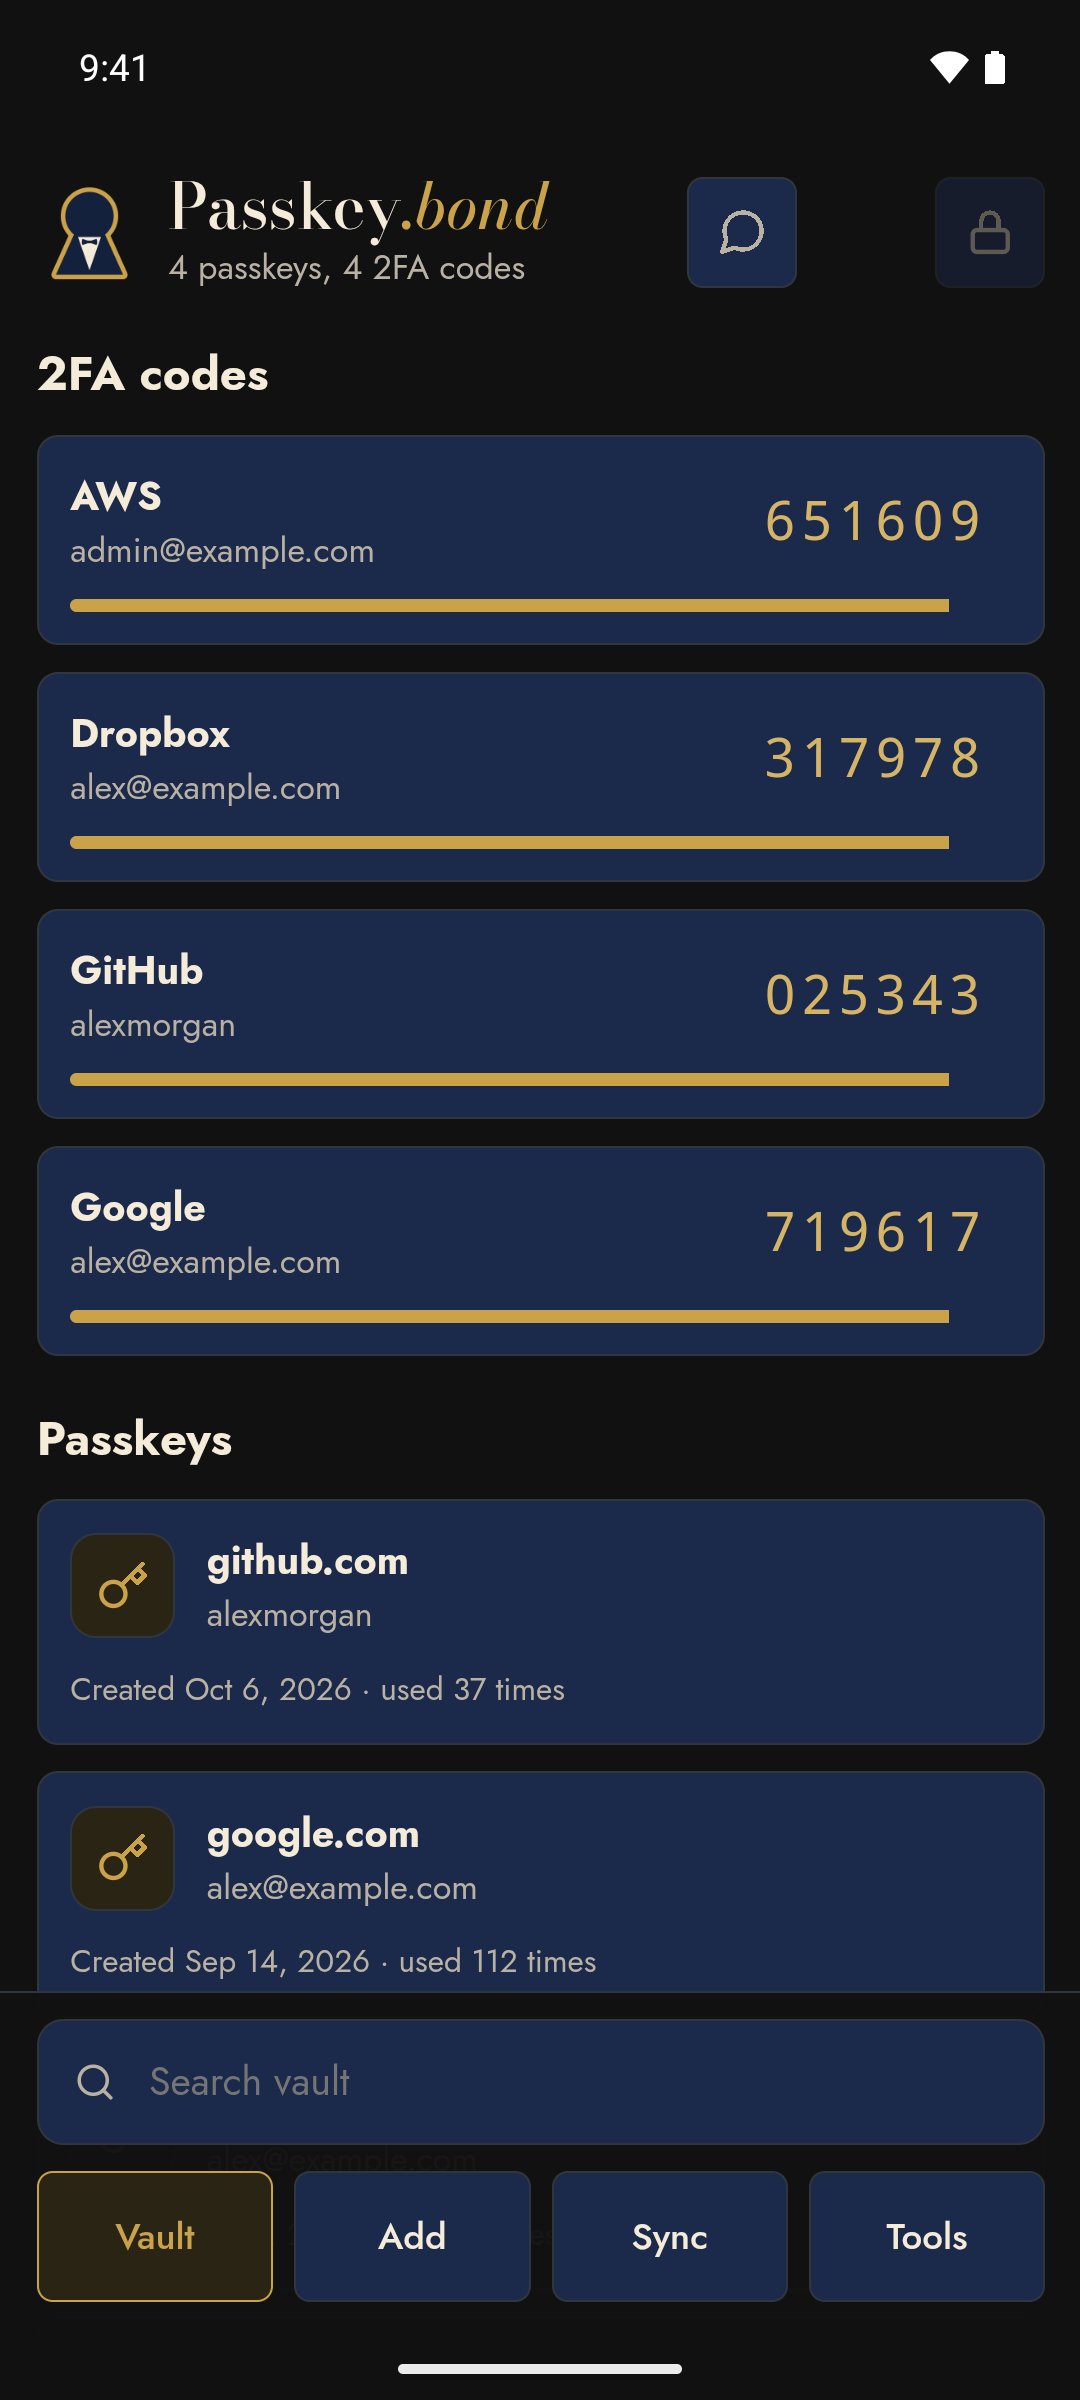 9:41
Passkey.bond
4 passkeys, 4 2FA codes
2FA codes
AWS
651609
admin@example.com
Dropbox
317978
alex@example.com
GitHub
025343
alexmorgan
Google
719617
alex@example.com
Passkeys
github.com
alexmorgan
Created Oct 6, 2026 · used 37 times
google.com
alex@example.com
Created Sep 14, 2026 · used 112 times
Search vault
alex@example.com
Vault
Add
Sync
Tools